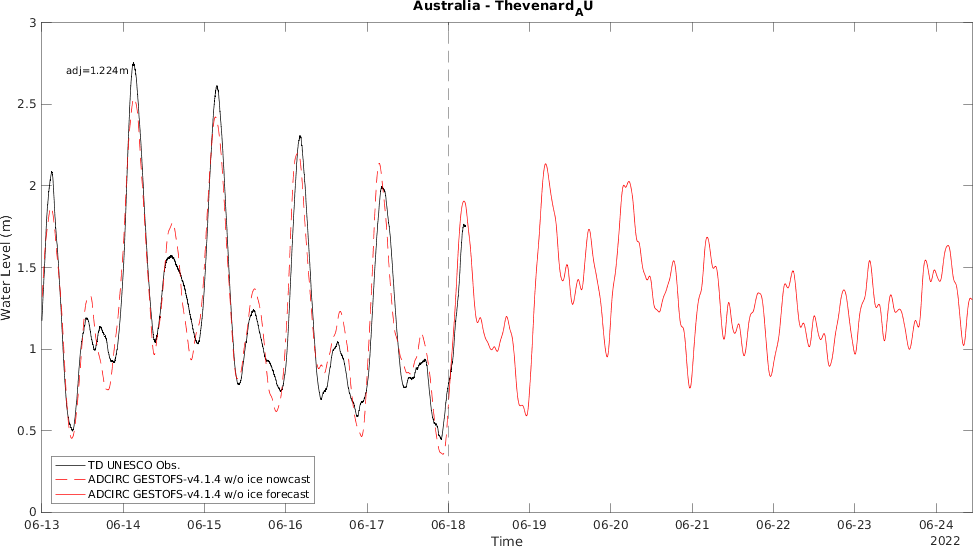 Australia - Thevenard_AU
adj=1.224m
Water Level (m)
3
2.5
2
1.5
1
0.5
0
TD UNESCO Obs.
ADCIRC GESTOFS-v4.1.4 w/o ice nowcast
ADCIRC GESTOFS-v4.1.4 w/o ice forecast
06-13 06-14 06-15 06-16 06-17 06-18 06-19 06-20 06-21 06-22 06-23 06-24
Time
2022